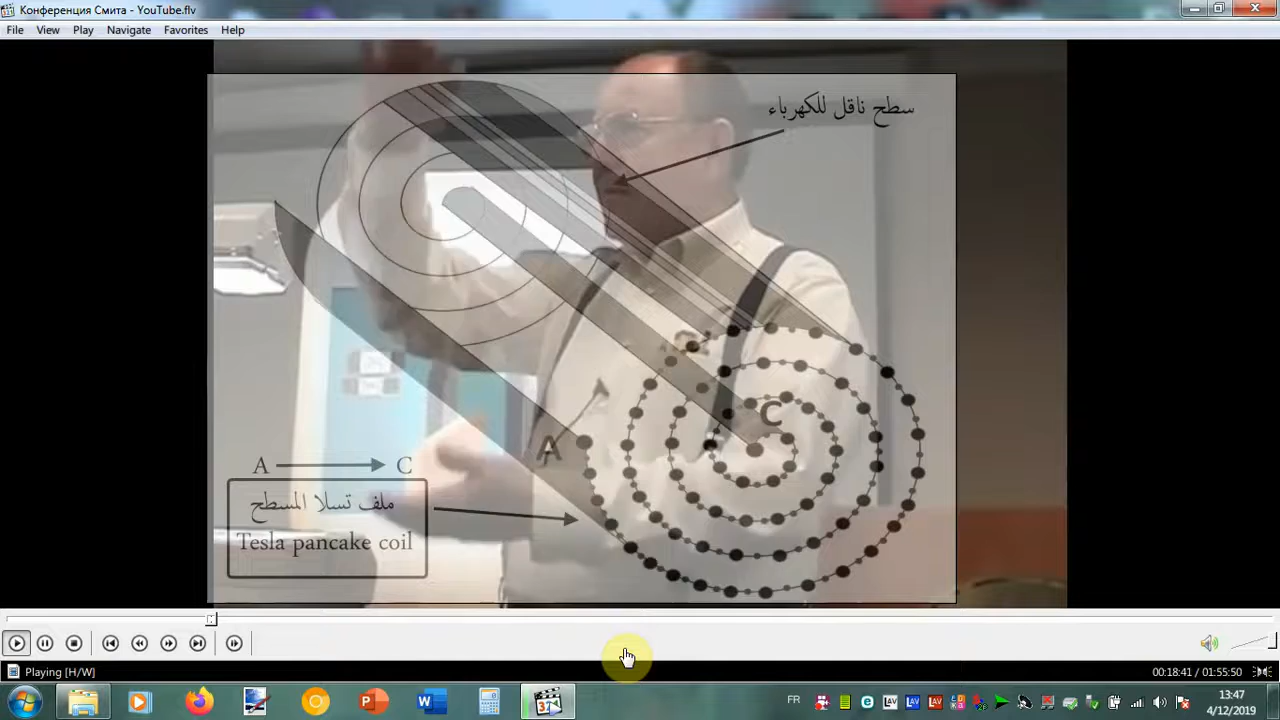 Конференция Смита - YouTube.flv
File View Play Navigate Favorites Help
سطح ناقل للكهرباء
C
A
A C
ملف تسلا المسطح
Tesla pancake coil
Playing [H/W]
00:18:41 / 01:55:50
FR
13:47
4/12/2019